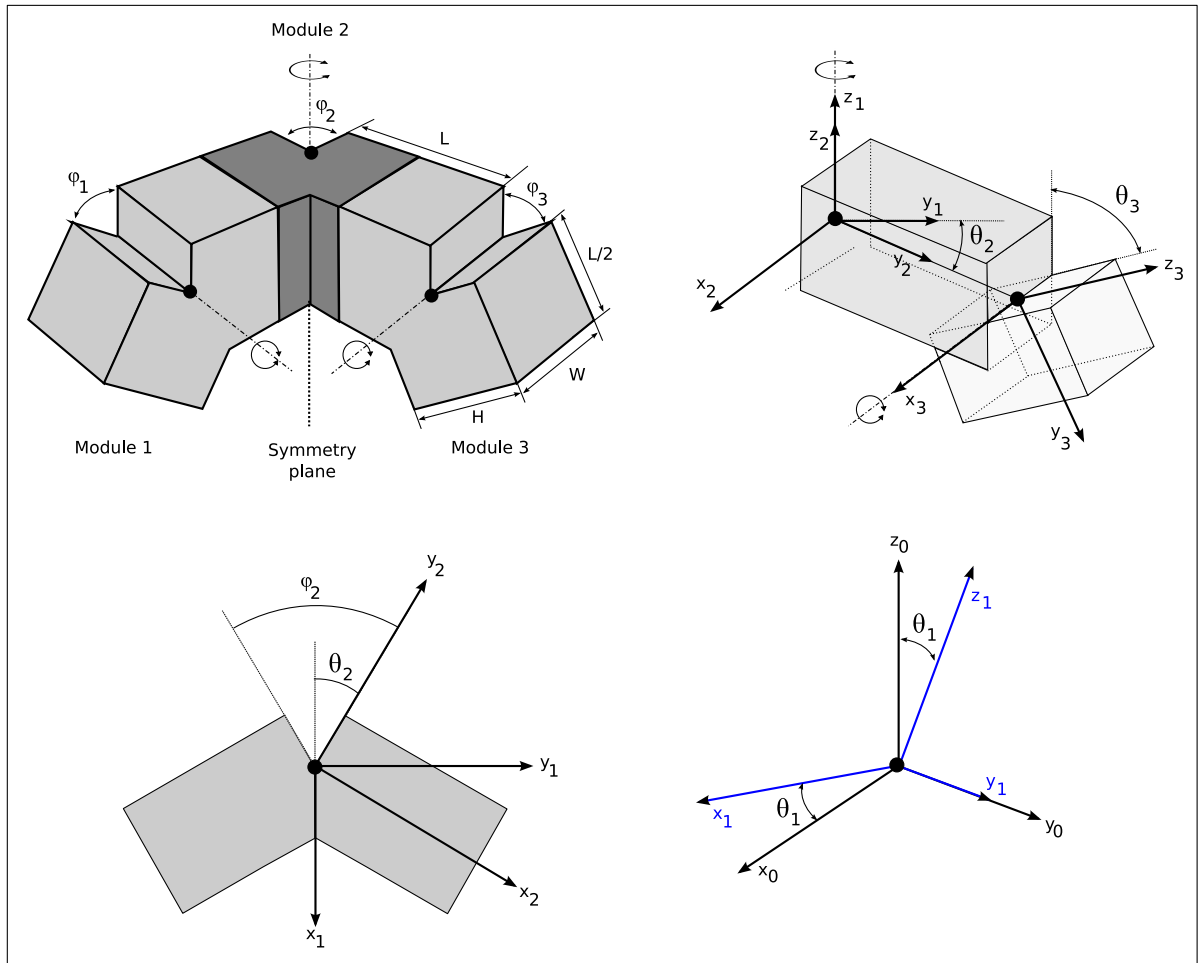 Module 2
φ2
L
φ1
φ3
L/2
W
H
Module 1
Symmetry
plane
Module 3
z1
z2
y1
θ2
θ3
y2
x2
z3
x3
y3
φ2
y2
θ2
y1
x2
x1
z0
z1
θ1
y1
x1
θ1
y0
x0